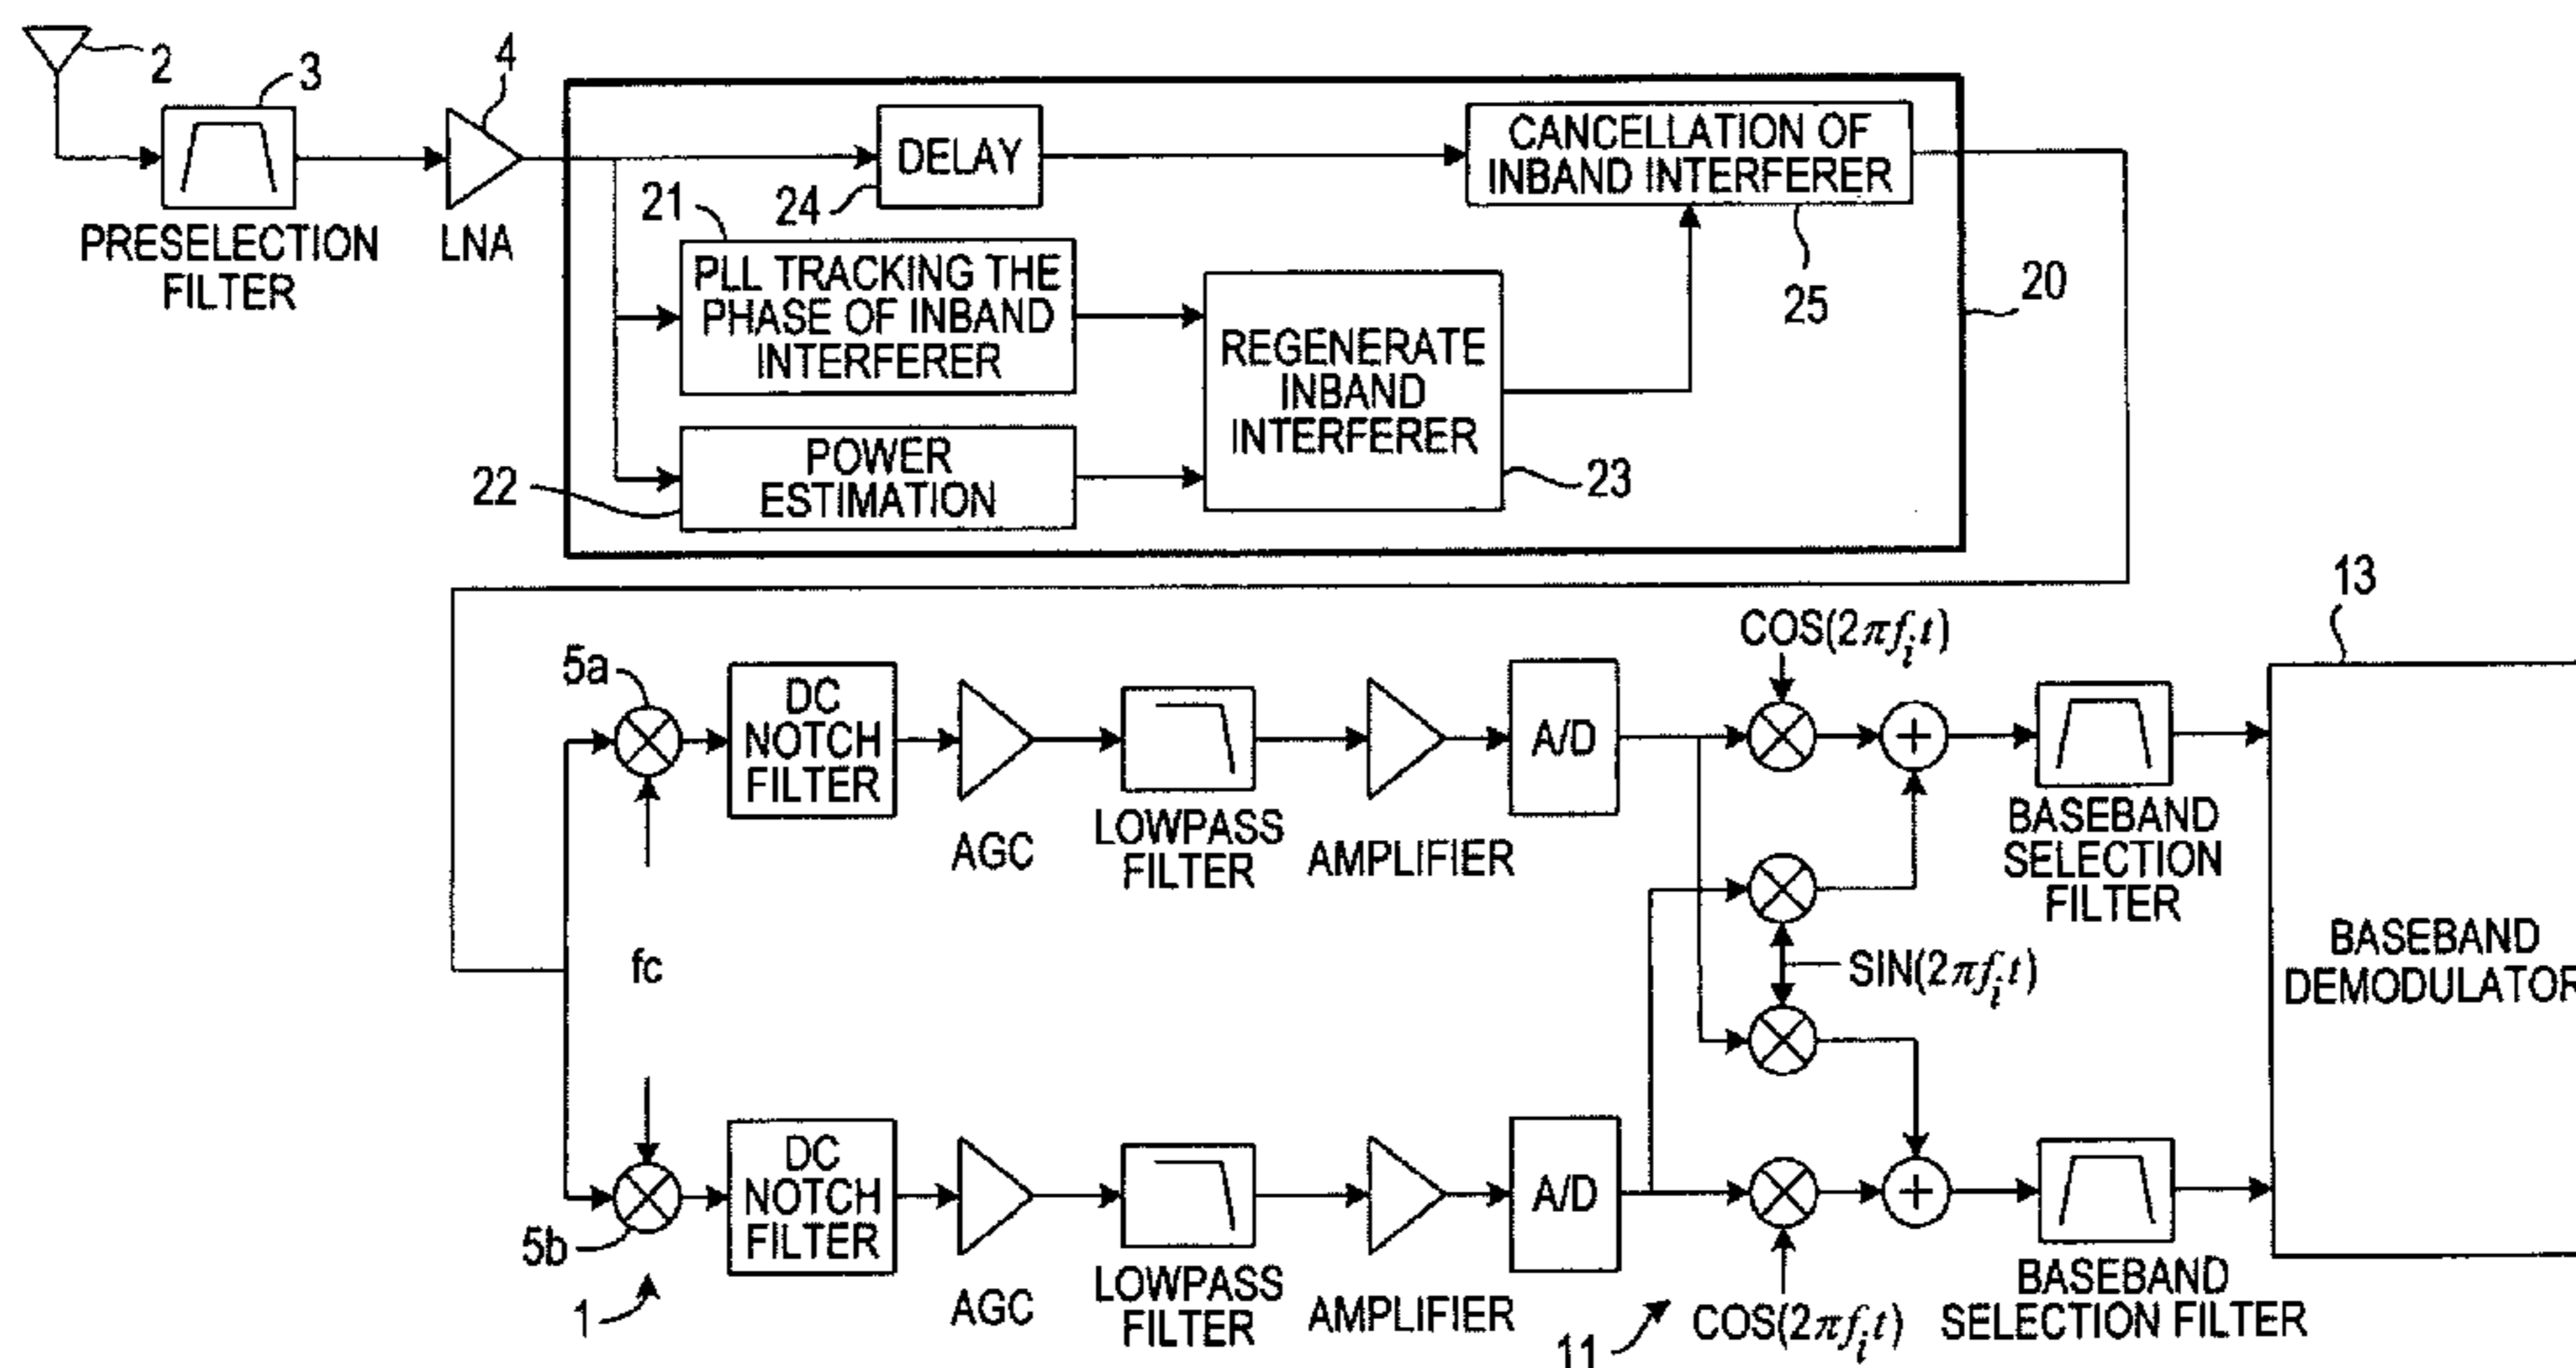 2
3
4
PRESELECTION
FILTER
LNA
DELAY
24
CANCELLATION OF
INBAND INTERFERER
25
20
21
PLL TRACKING THE
PHASE OF INBAND
INTERFERER
REGENERATE
INBAND
INTERFERER
23
POWER
ESTIMATION
22
13
5a
DC
NOTCH
FILTER
AGC
LOWPASS
FILTER
AMPLIFIER
A/D
COS(2πfᵢt)
BASEBAND
SELECTION
FILTER
fc
SIN(2πfᵢt)
BASEBAND
DEMODULATOR
5b
DC
NOTCH
FILTER
AGC
LOWPASS
FILTER
AMPLIFIER
A/D
COS(2πfᵢt)
BASEBAND
SELECTION FILTER
1
11